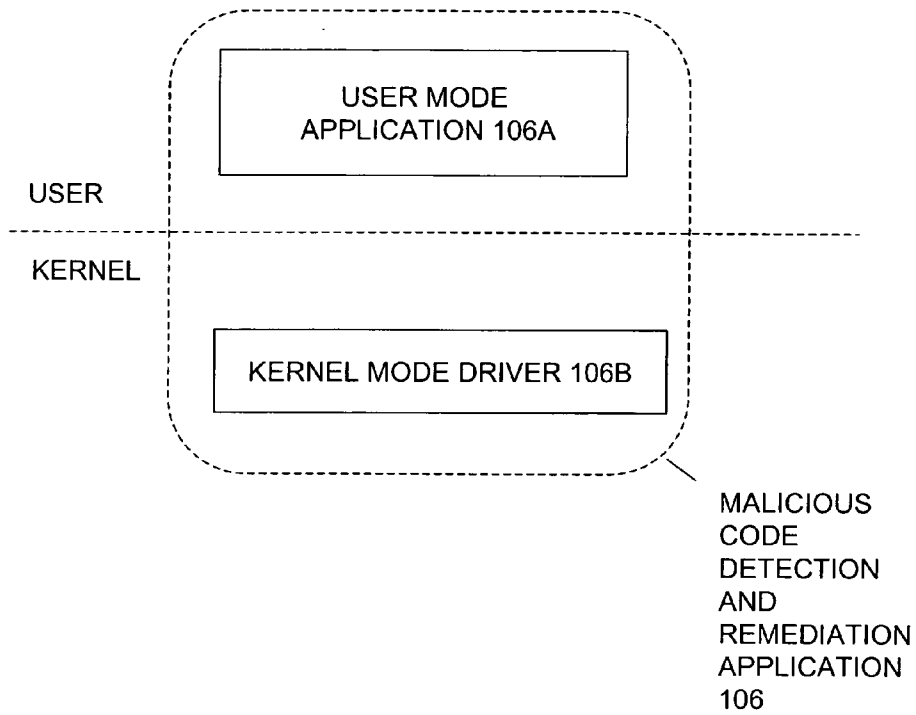 USER MODE
APPLICATION 106A
USER
KERNEL
KERNEL MODE DRIVER 106B
MALICIOUS
CODE
DETECTION
AND
REMEDIATION
APPLICATION
106